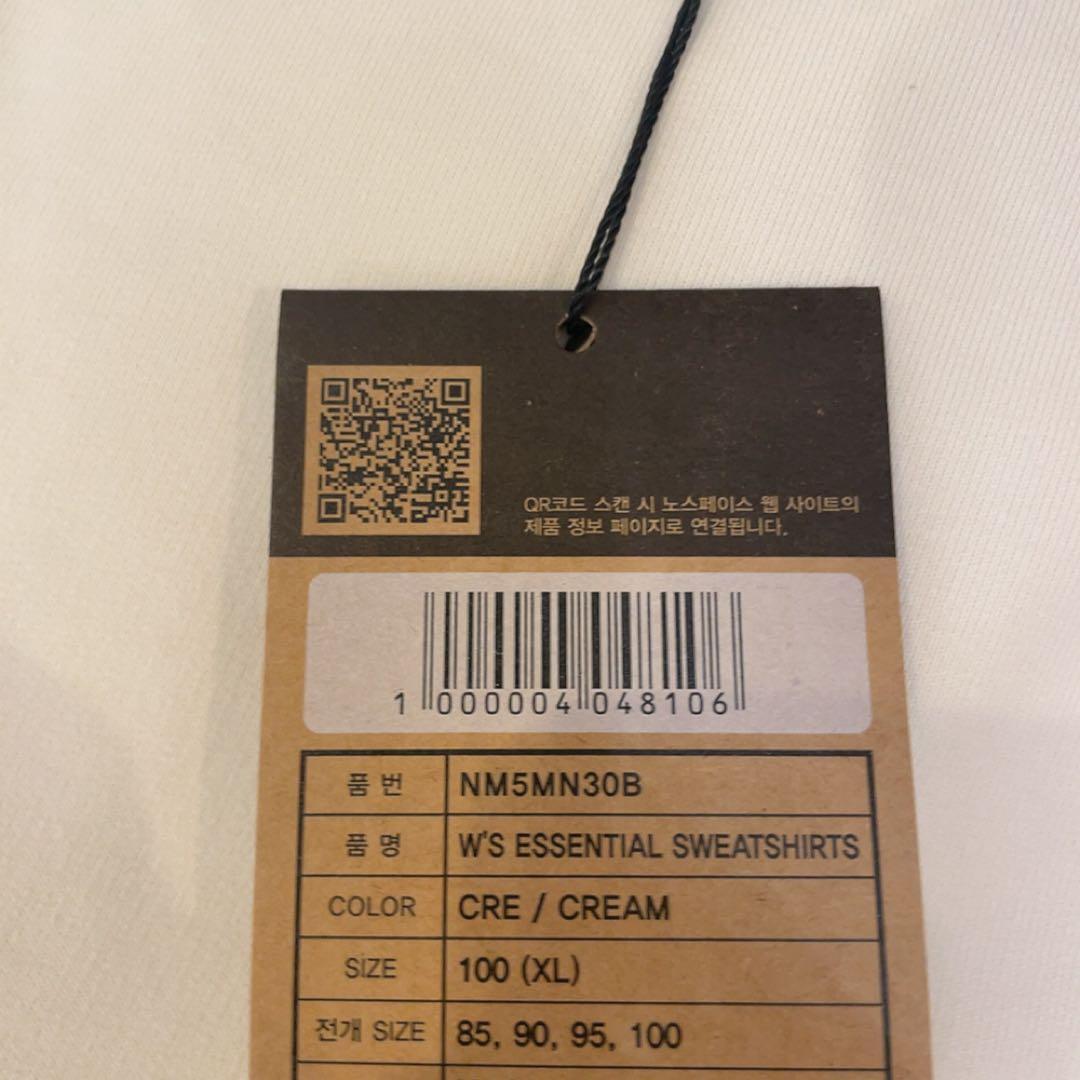 QR코드 스캔 시 노스페이스 웹 사이트의
제품 정보 페이지로 연결됩니다.
1 000004 048106
품 번 NM5MN30B
품 명 W'S ESSENTIAL SWEATSHIRTS
COLOR CRE / CREAM
SIZE 100 (XL)
전개 SIZE 85, 90, 95, 100